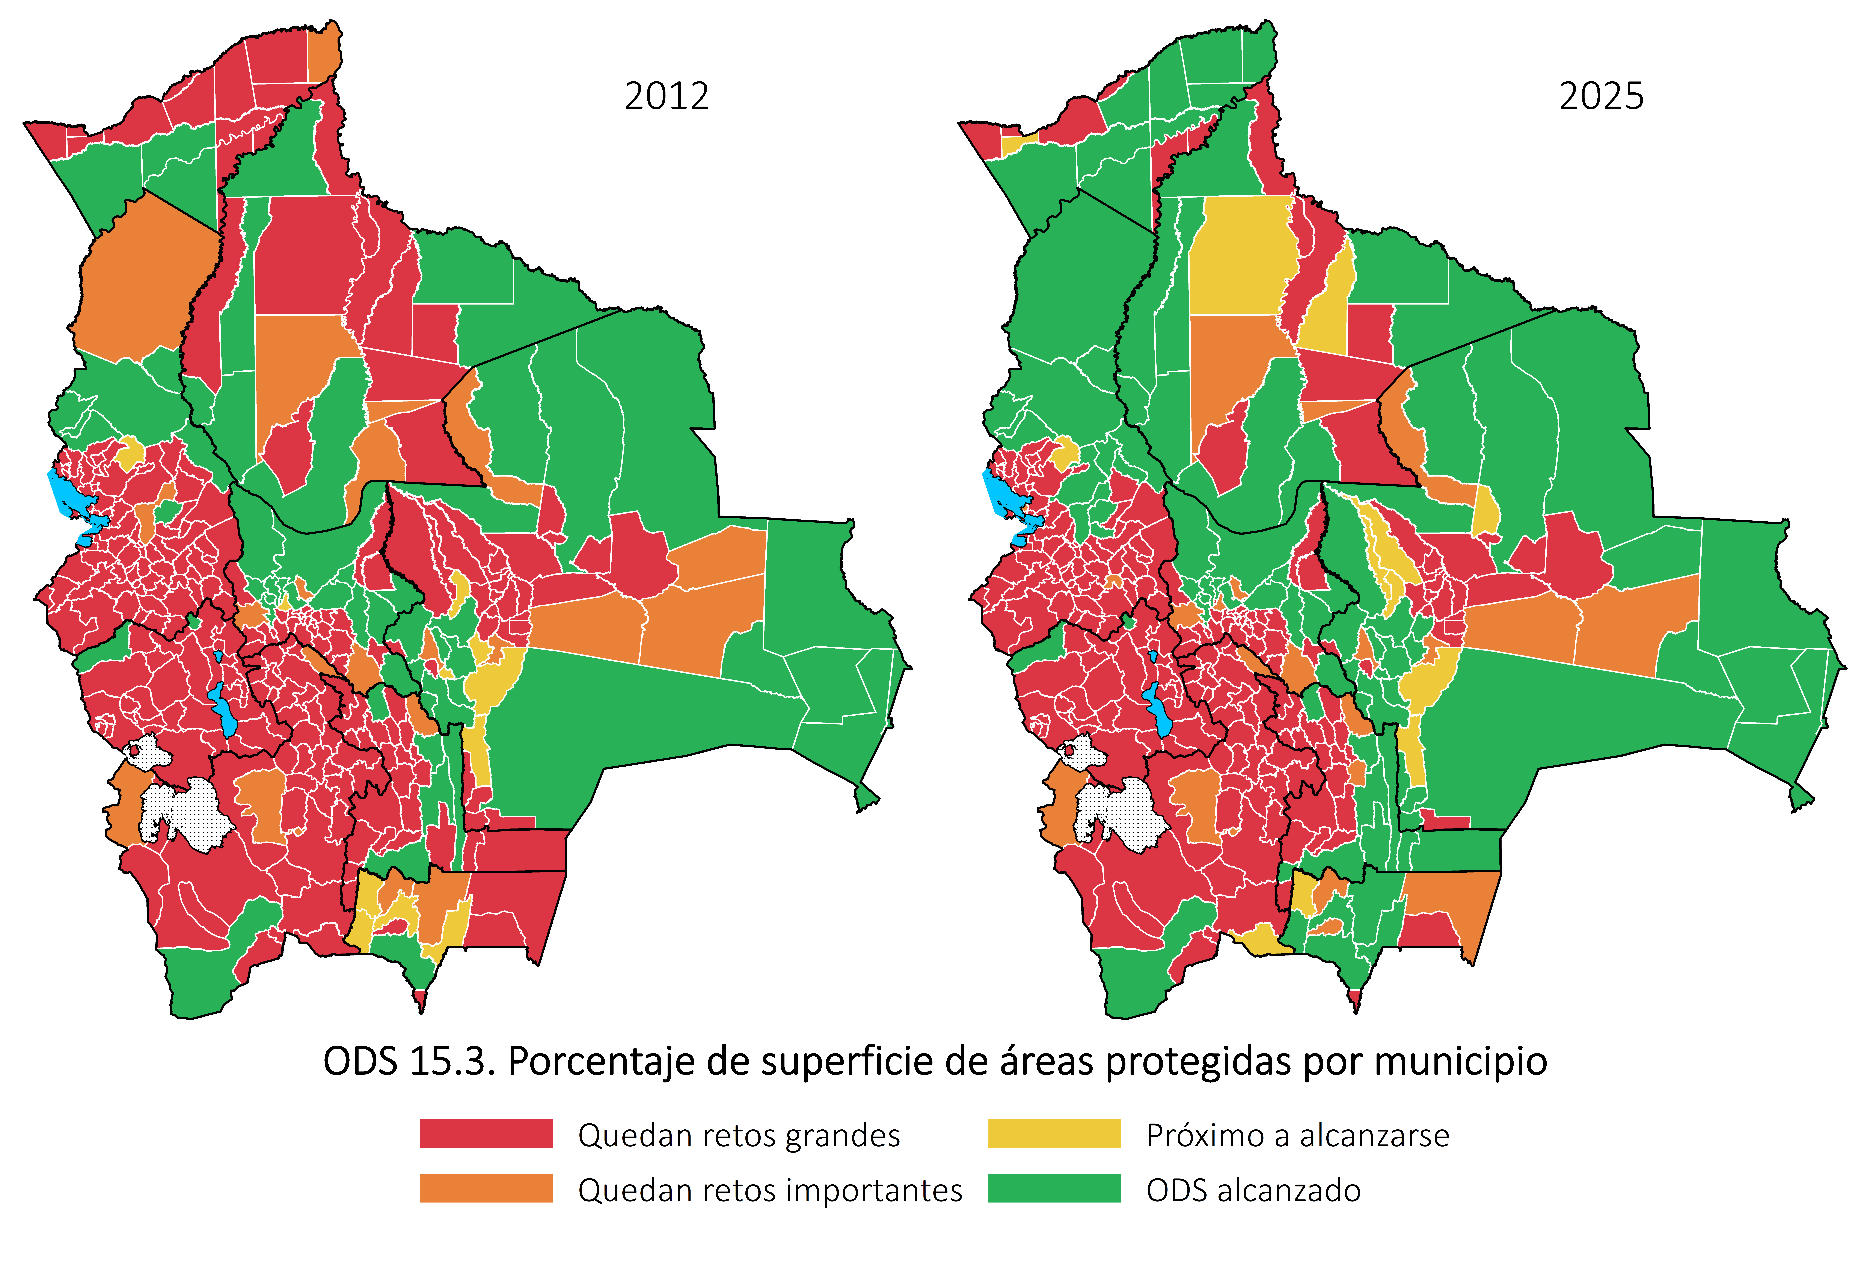 2012
2025
ODS 15.3. Porcentaje de superficie de áreas protegidas por municipio
Quedan retos grandes
Próximo a alcanzarse
Quedan retos importantes
ODS alcanzado